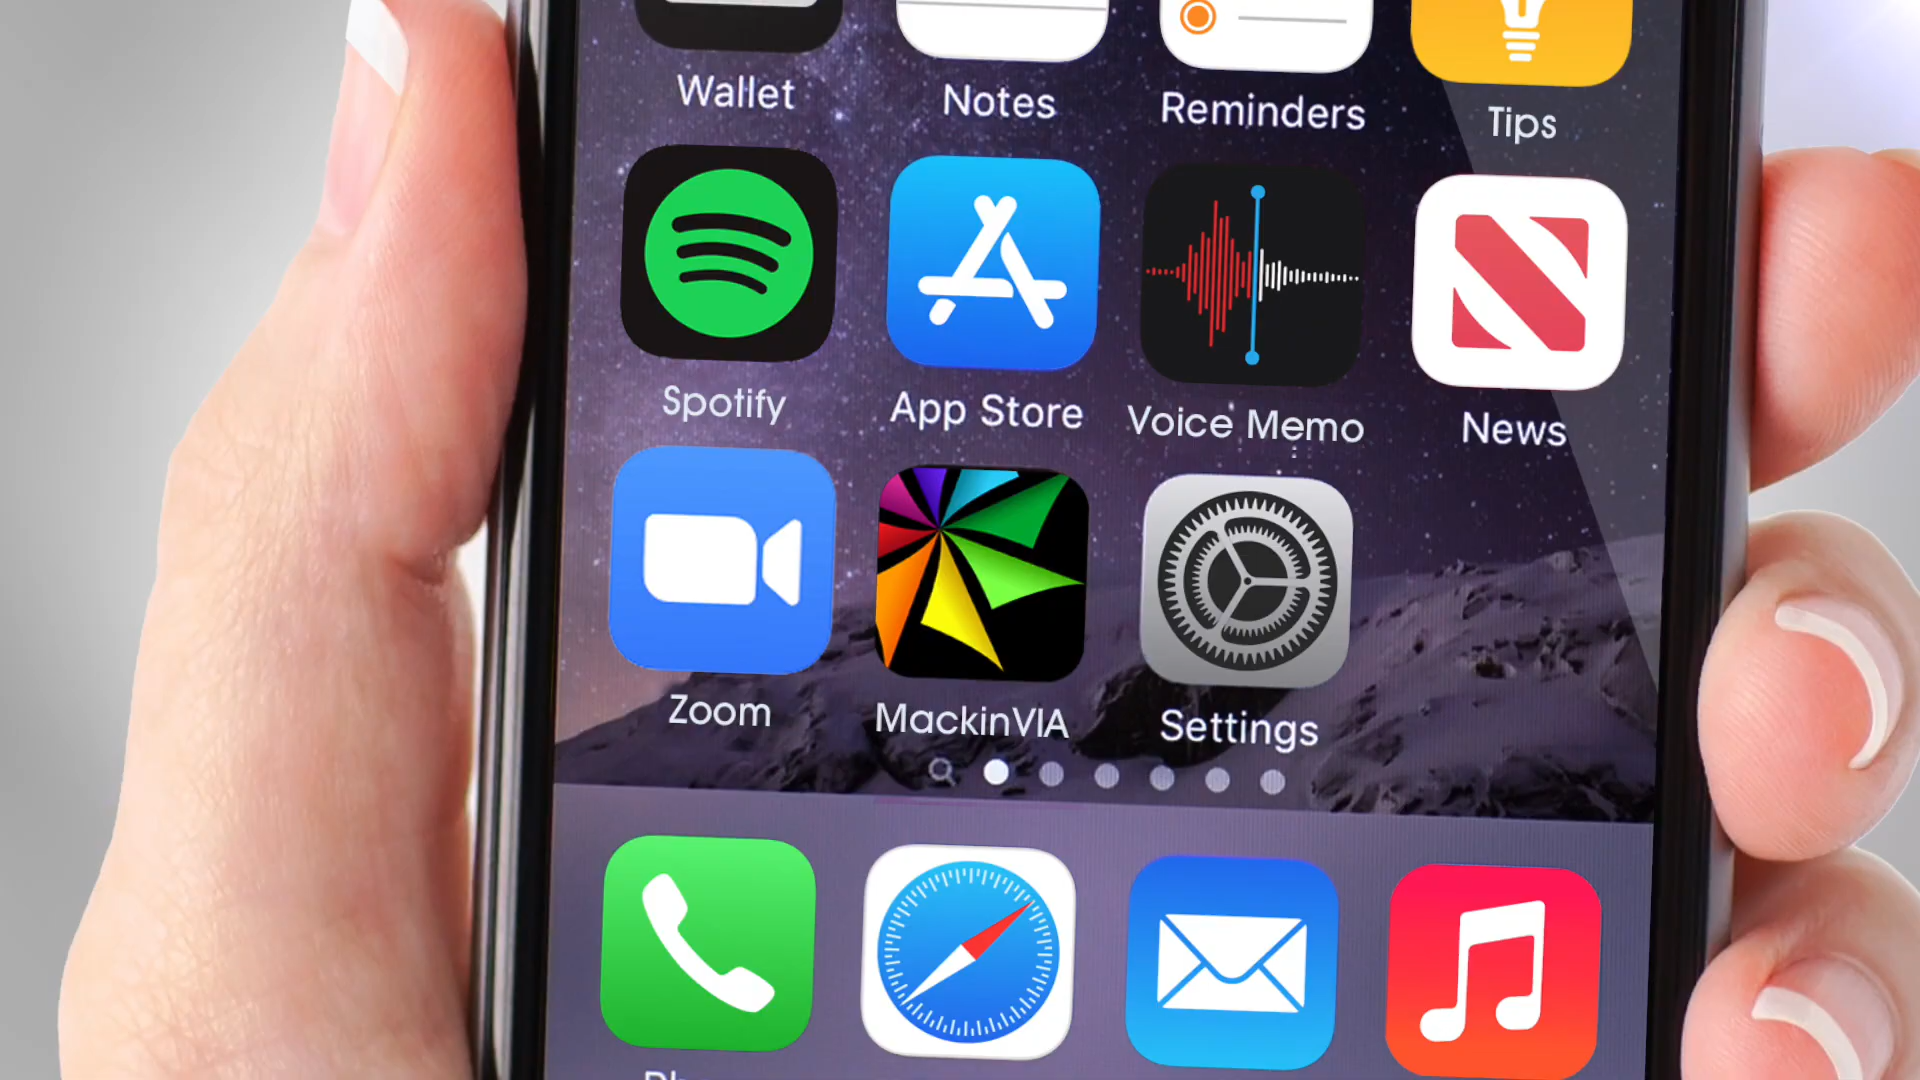 Wallet Notes Reminders Tips
Spotify App Store Voice Memo News
Zoom MackinVIA Settings